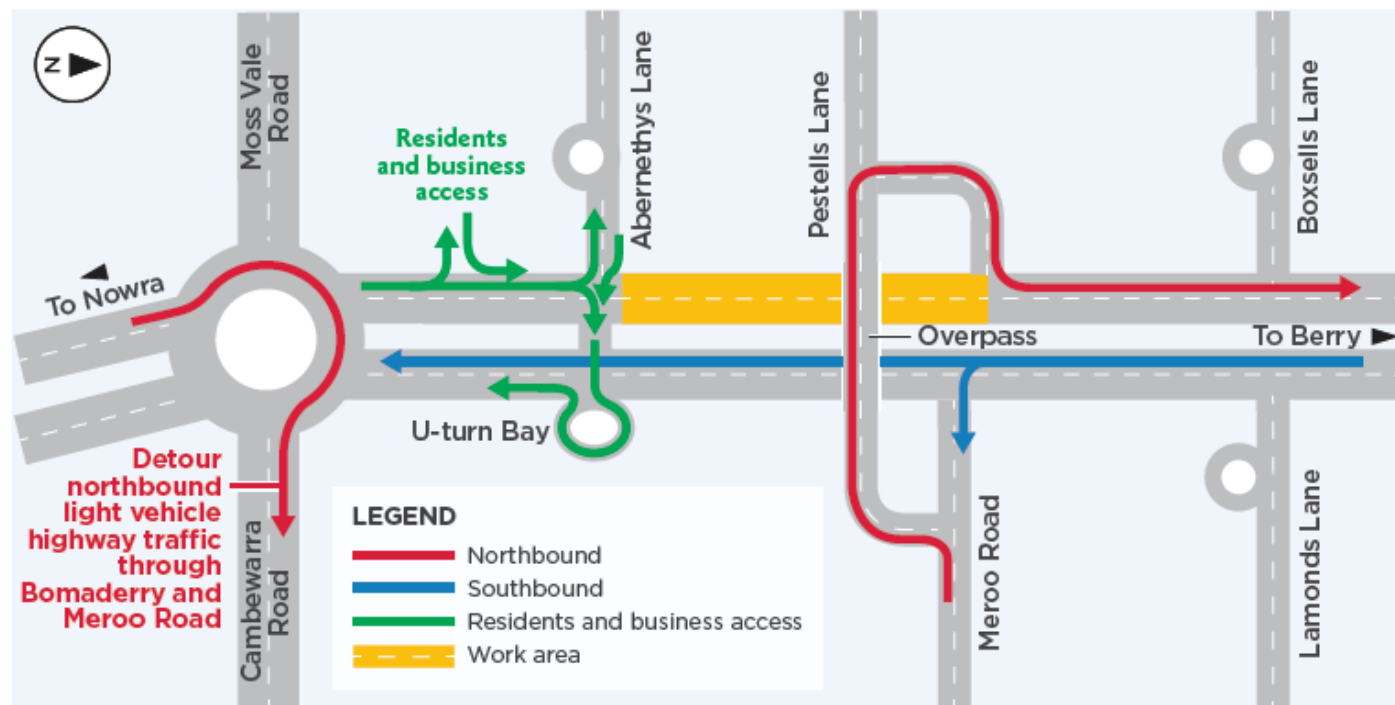 N
Moss Vale
Road
Residents
and business
access
Abernethys Lane
Pestells Lane
Boxsells Lane
To Nowra
Overpass
To Berry
U-turn Bay
Detour
northbound
light vehicle
highway traffic
through
Bomaderry and
Meroo Road
Cambewarra
Road
LEGEND
Northbound
Southbound
Residents and business access
Work area
Meroo Road
Lamonds Lane